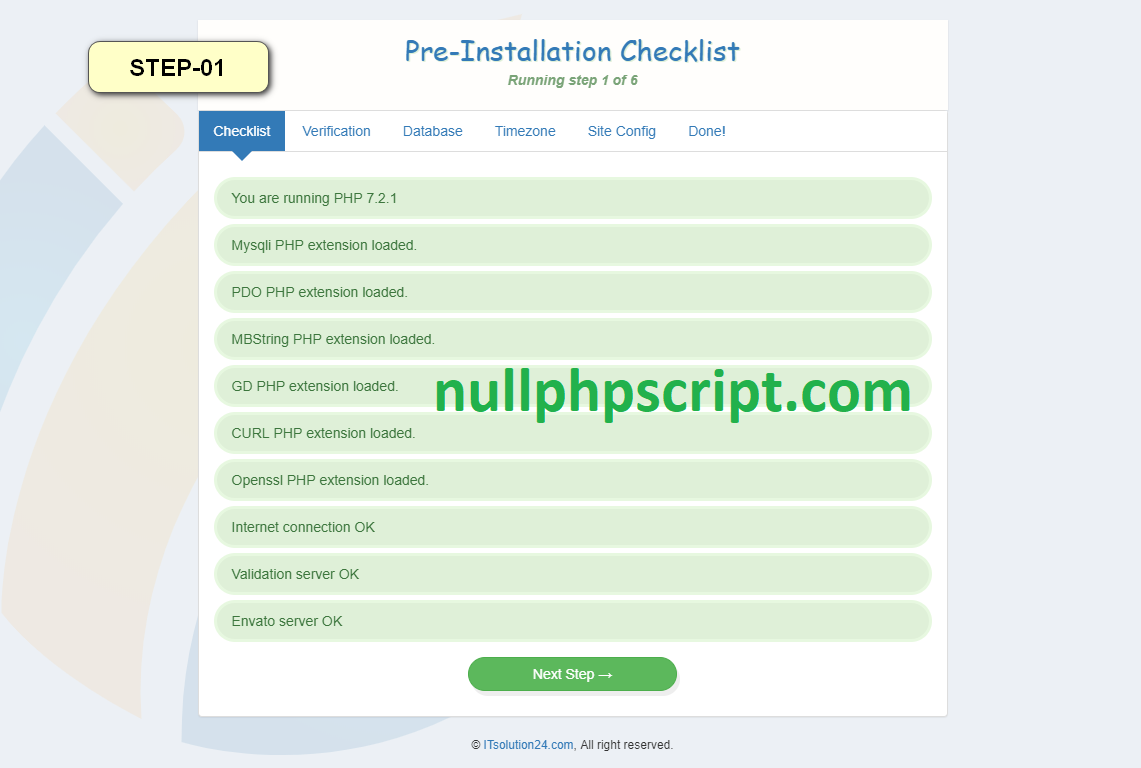 STEP-01
Pre-Installation Checklist
Running step 1 of 6
Checklist Verification Database Timezone Site Config Done!
You are running PHP 7.2.1
Mysqli PHP extension loaded.
PDO PHP extension loaded.
MBString PHP extension loaded.
GD PHP extension loaded.
nullphpscript.com
CURL PHP extension loaded.
Openssl PHP extension loaded.
Internet connection OK
Validation server OK
Envato server OK
Next Step →
© ITsolution24.com, All right reserved.